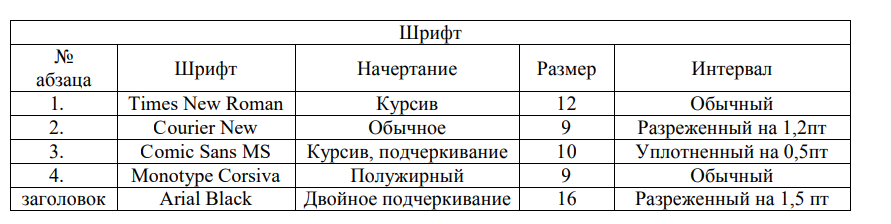 Шрифт
№ абзаца Шрифт Начертание Размер Интервал
1. Times New Roman Курсив 12 Обычный
2. Courier New Обычное 9 Разреженный на 1,2пт
3. Comic Sans MS Курсив, подчеркивание 10 Уплотненный на 0,5пт
4. Monotype Corsiva Полужирный 9 Обычный
заголовок Arial Black Двойное подчеркивание 16 Разреженный на 1,5 пт